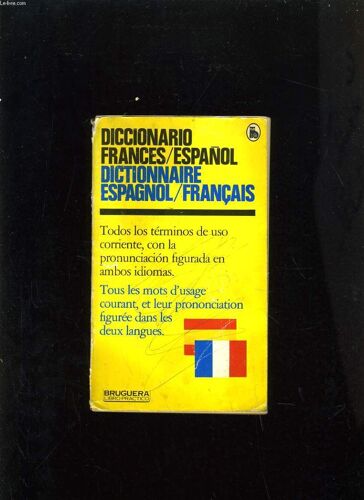 Le-livre.com
DICCIONARIO
FRANCES/ESPAÑOL
DICTIONNAIRE
ESPAGNOL/FRANÇAIS
Todos los términos de uso
corriente, con la
pronunciación figurada en
ambos idiomas.
Tous les mots d'usage
courant, et leur prononciation
figurée dans les
deux langues.
BRUGUERA
LIBRO PRACTICO